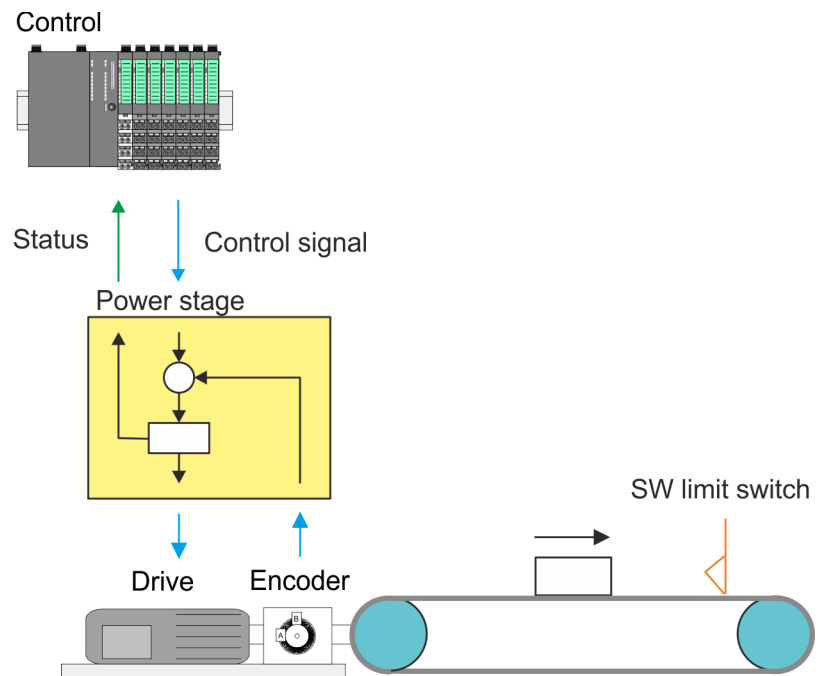 Control
Status
Control signal
Power stage
SW limit switch
Drive
Encoder
B
A